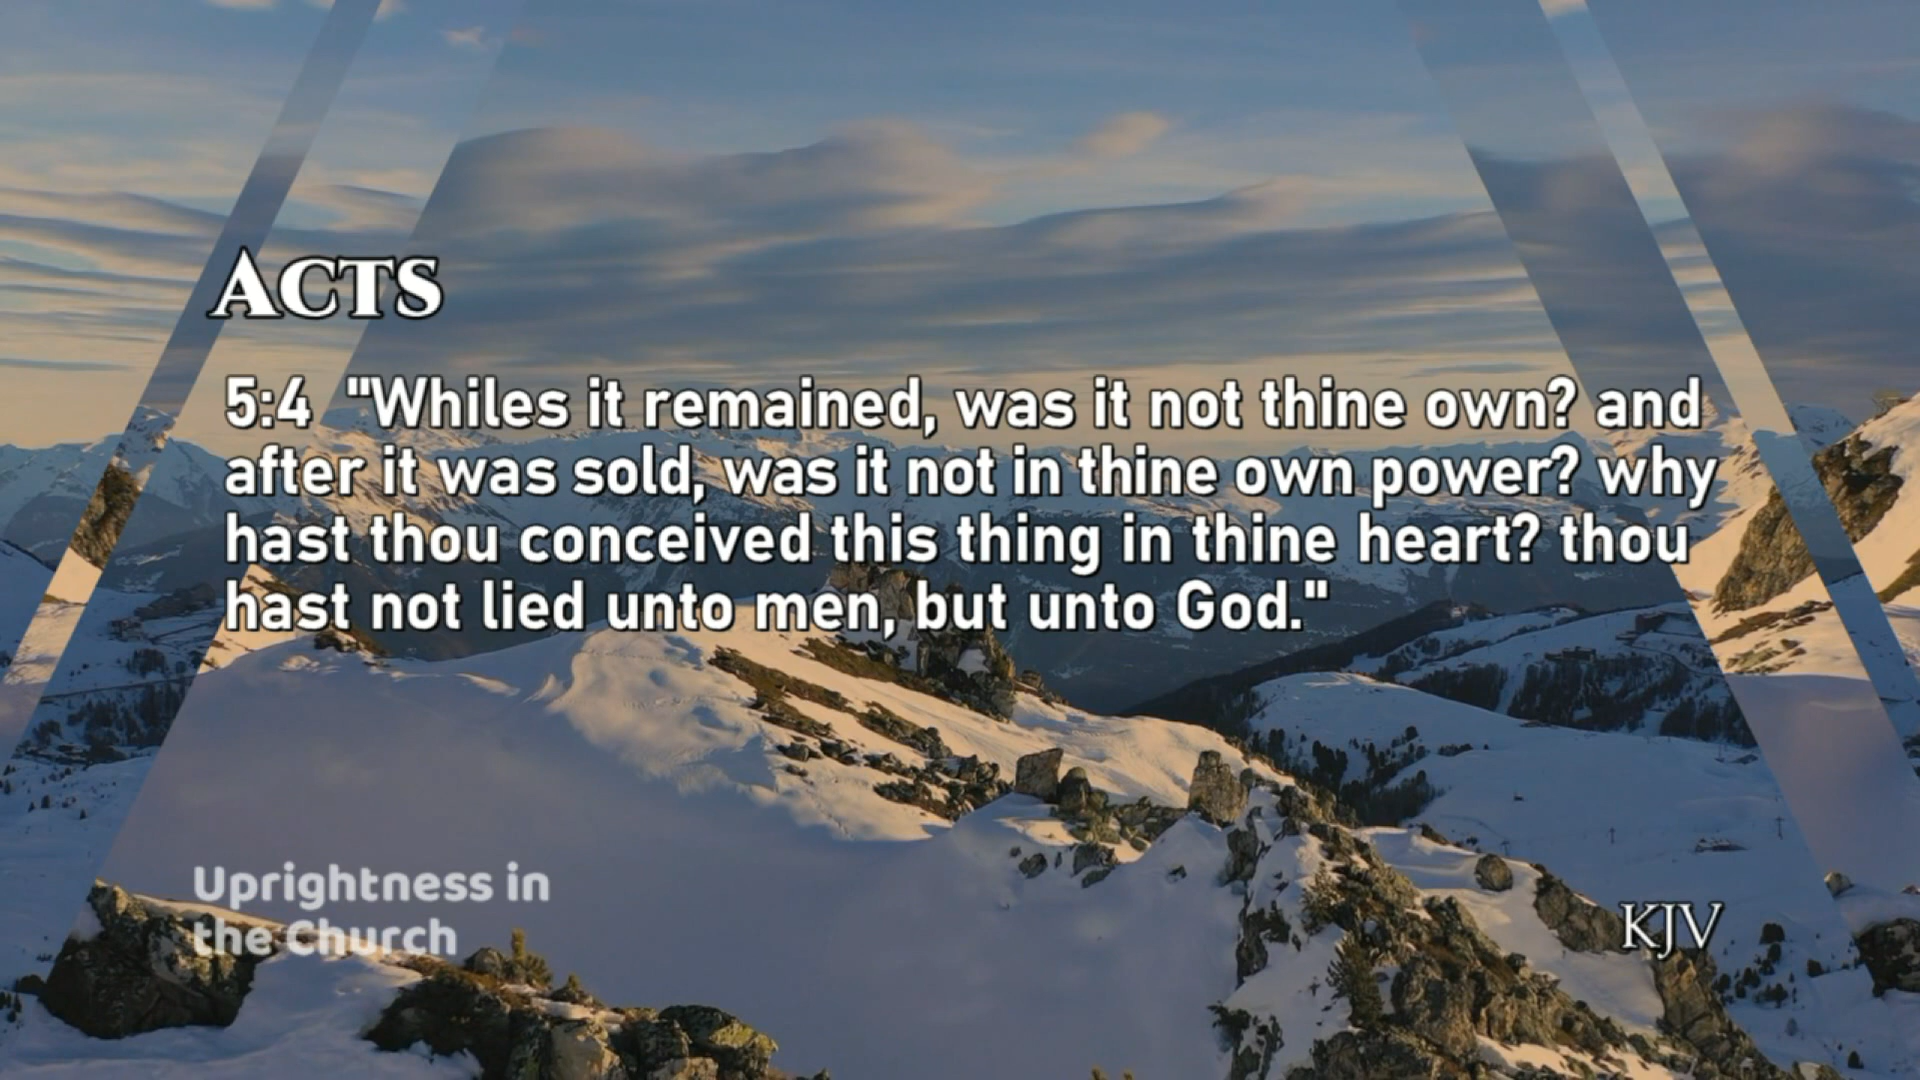 ACTS
5:4 "Whiles it remained, was it not thine own? and
after it was sold, was it not in thine own power? why
hast thou conceived this thing in thine heart? thou
hast not lied unto men, but unto God."
Uprightness in
the Church
KJV